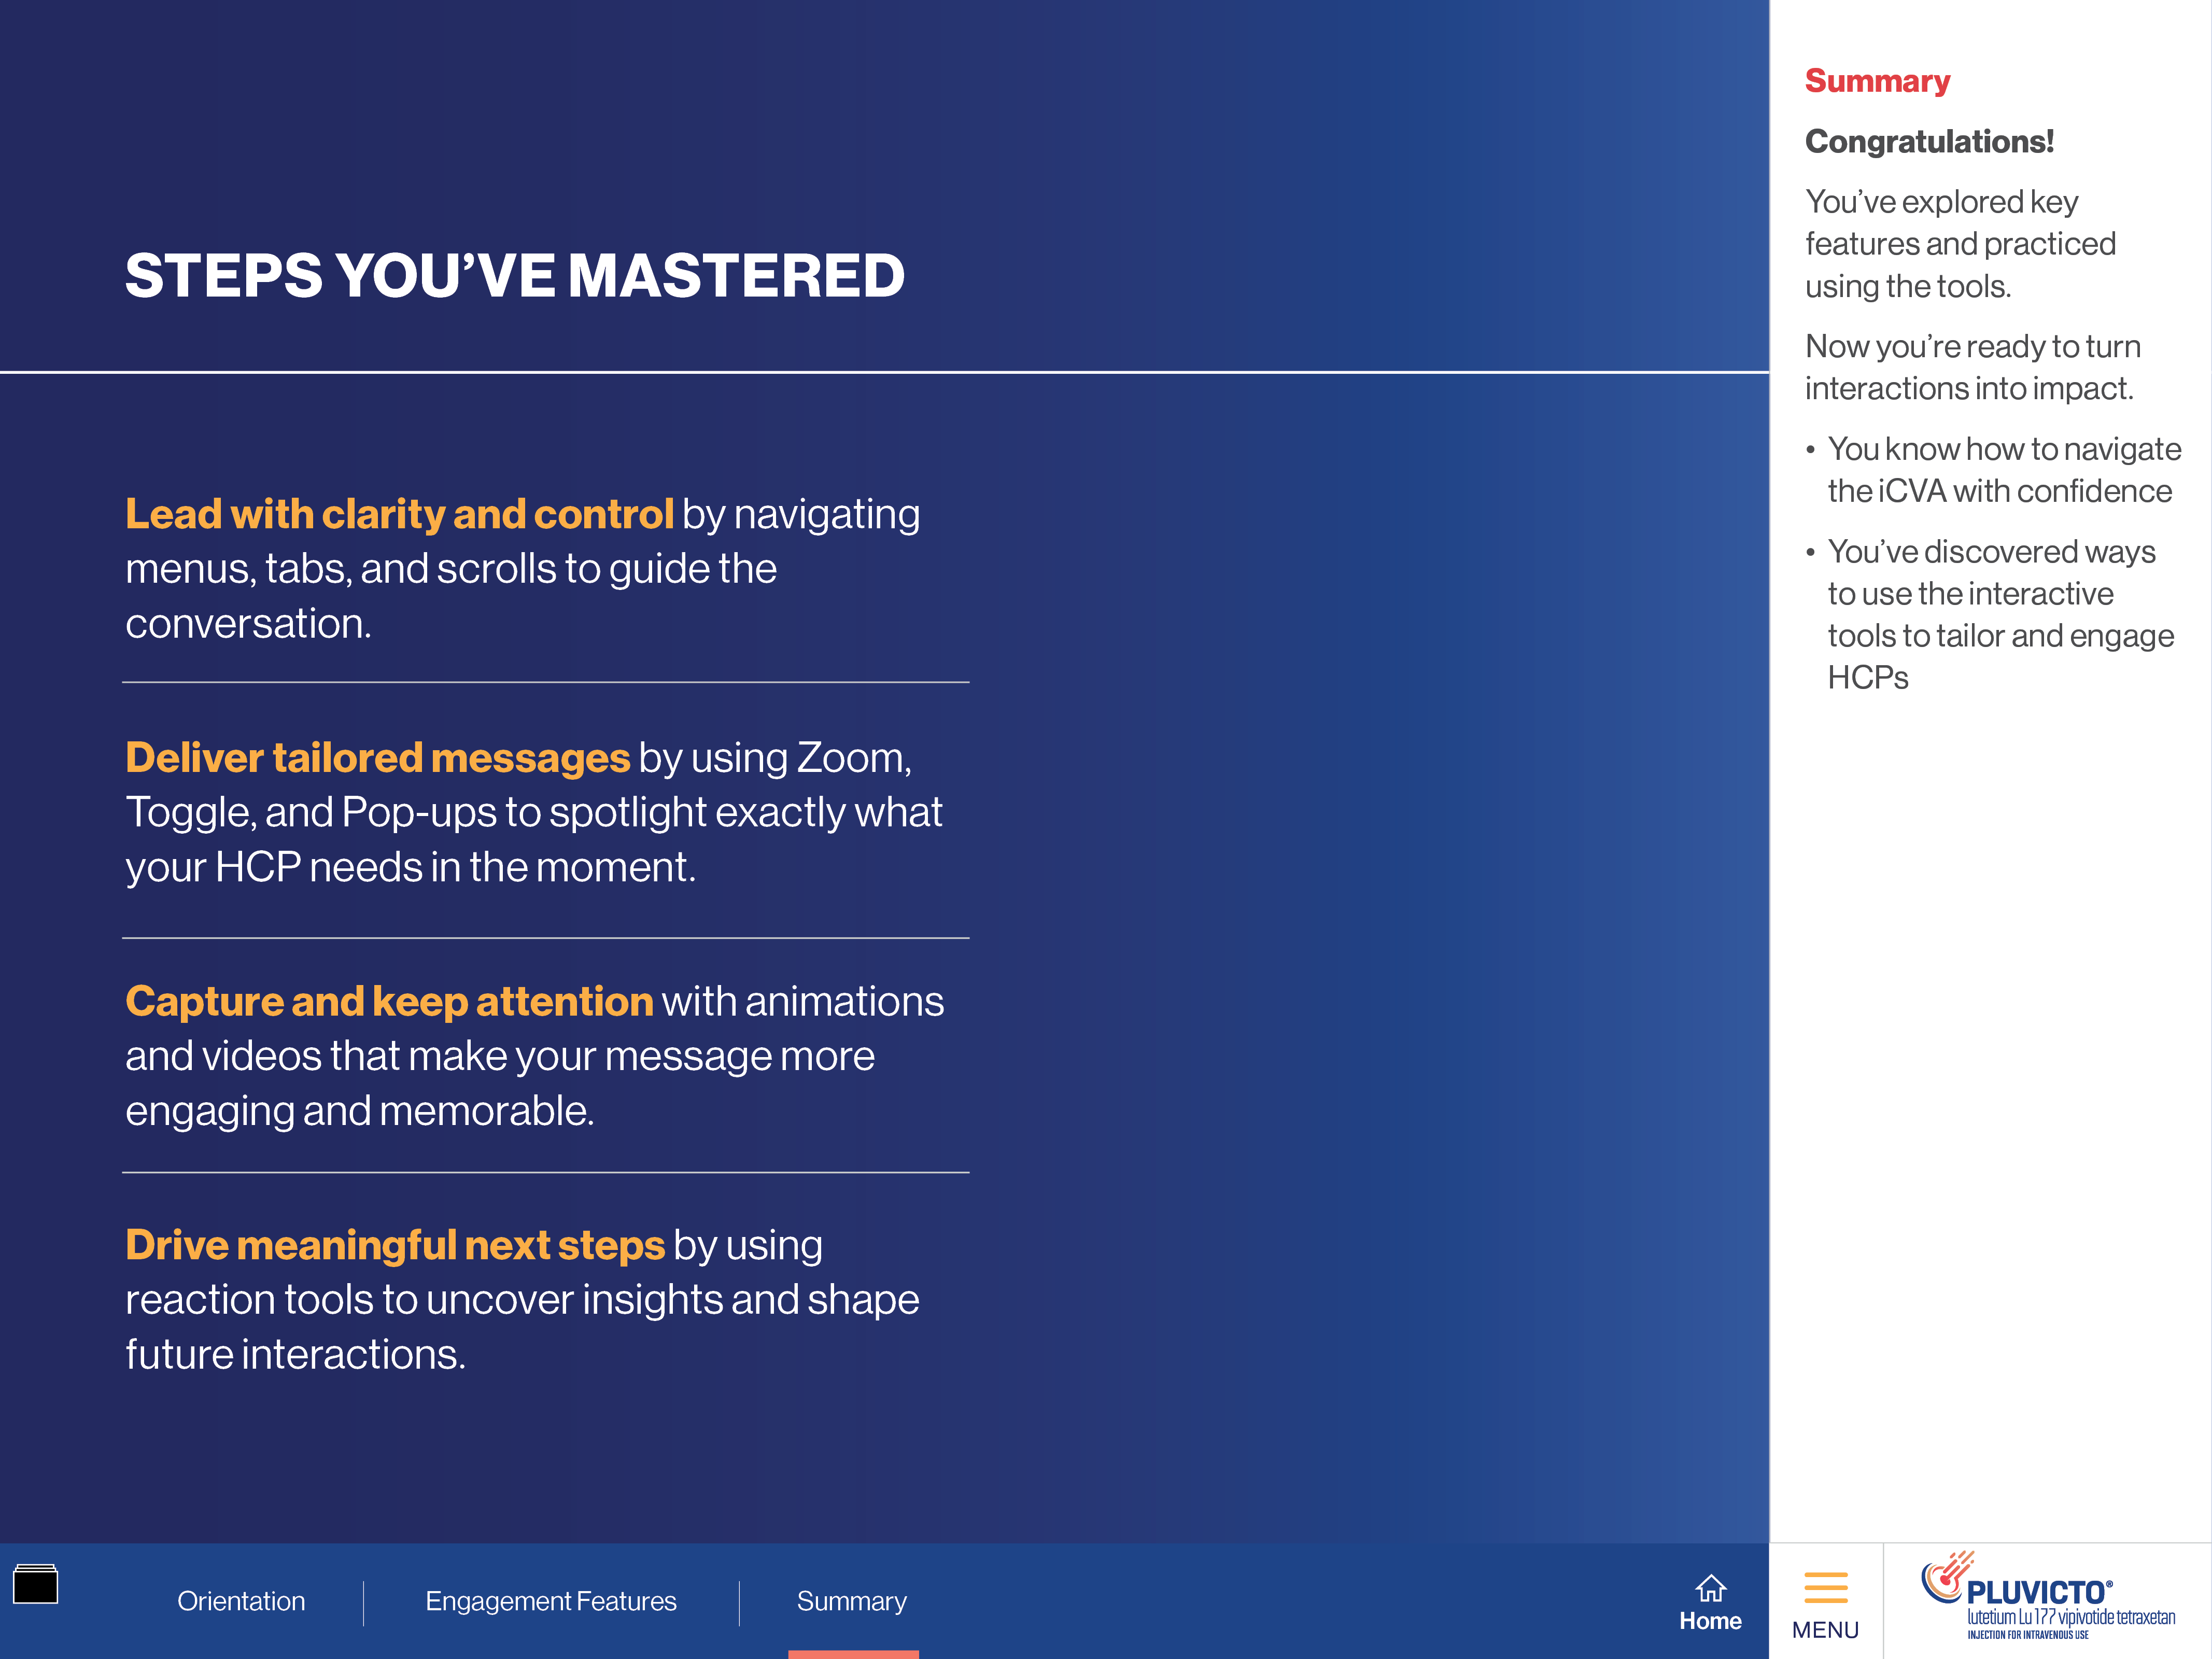 STEPS YOU’VE MASTERED
Lead with clarity and control by navigating
menus, tabs, and scrolls to guide the
conversation.
Deliver tailored messages by using Zoom,
Toggle, and Pop-ups to spotlight exactly what
your HCP needs in the moment.
Capture and keep attention with animations
and videos that make your message more
engaging and memorable.
Drive meaningful next steps by using
reaction tools to uncover insights and shape
future interactions.
Summary
Congratulations!
You’ve explored key
features and practiced
using the tools.
Now you’re ready to turn
interactions into impact.
• You know how to navigate
the iCVA with confidence
• You’ve discovered ways
to use the interactive
tools to tailor and engage
HCPs
Orientation
Engagement Features
Summary
Home
MENU
PLUVICTO®
lutetium Lu 177 vipivotide tetraxetan
INJECTION FOR INTRAVENOUS USE